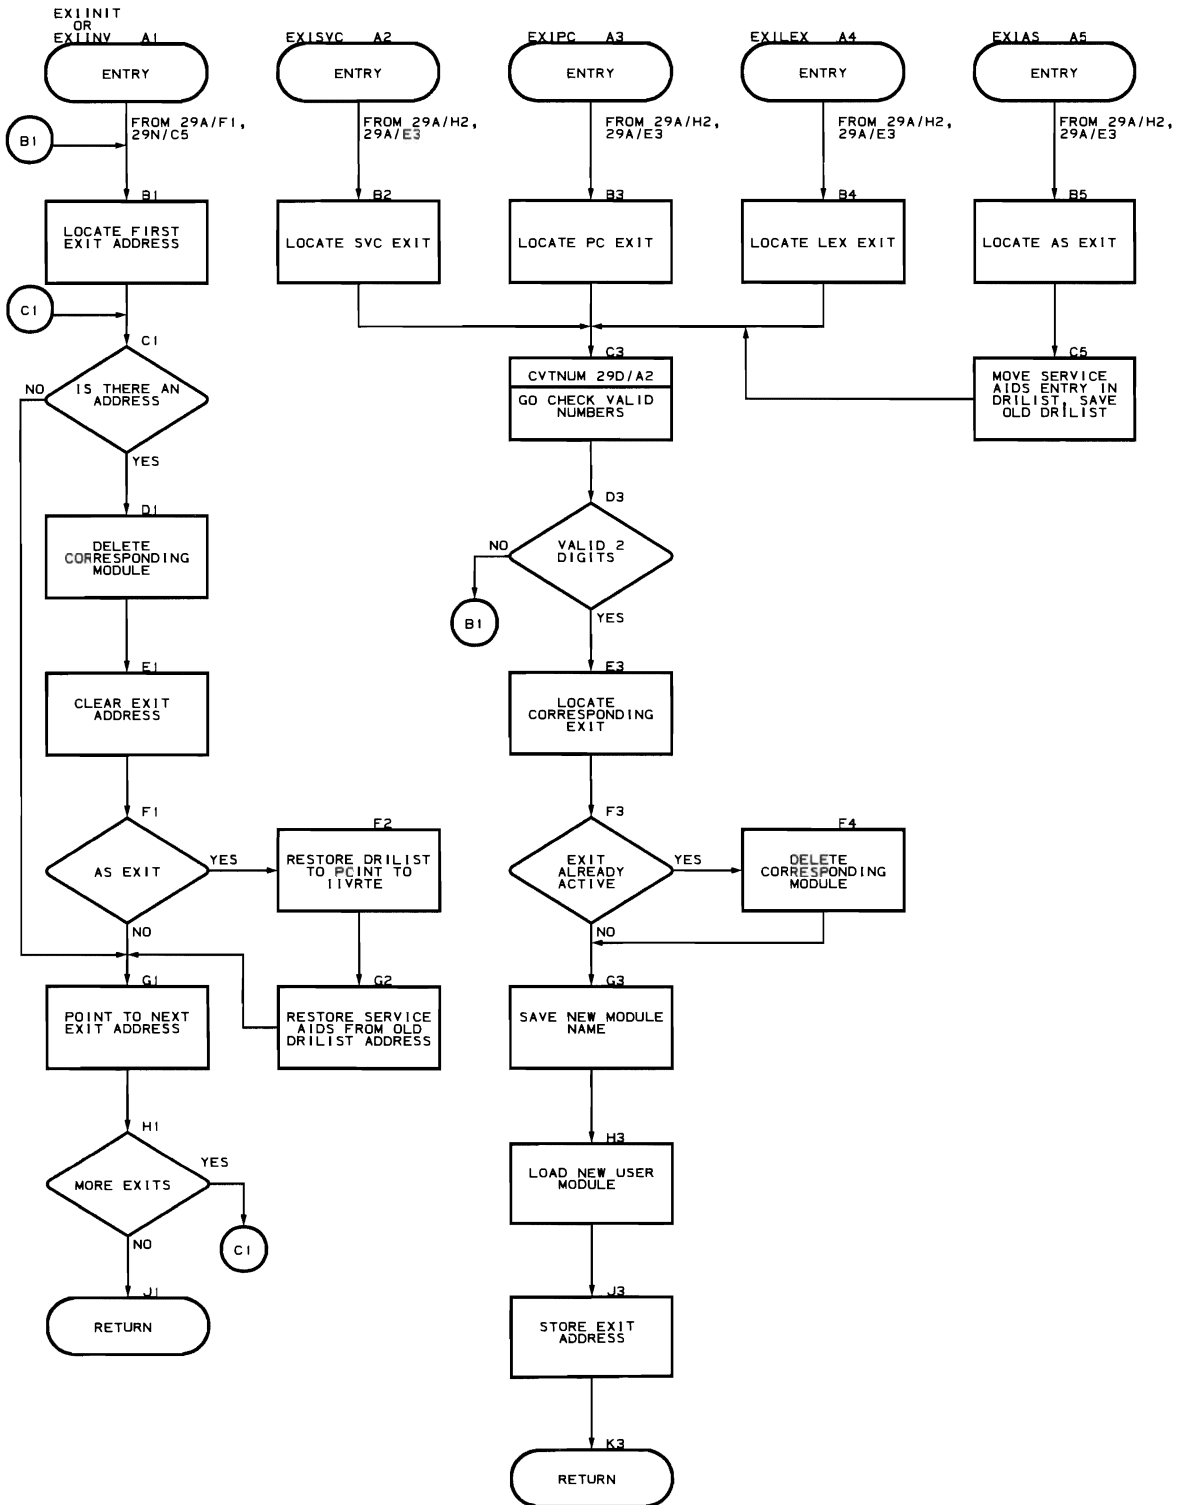 EXIINIT
OR
EXIINV A1
ENTRY
FROM 29A/F1,
29N/C5
B1
B1
LOCATE FIRST
EXIT ADDRESS
C1
C1
IS THERE AN
ADDRESS
NO
YES
D1
DELETE
CORRESPONDING
MODULE
E1
CLEAR EXIT
ADDRESS
F1
AS EXIT
YES
NO
F2
RESTORE DRILIST
TO POINT TO
IIVRTE
G2
RESTORE SERVICE
AIDS FROM OLD
DRILIST ADDRESS
G1
POINT TO NEXT
EXIT ADDRESS
H1
MORE EXITS
YES
C1
NO
J1
RETURN
EXISVC A2
ENTRY
FROM 29A/H2,
29A/E3
B2
LOCATE SVC EXIT
EXIPC A3
ENTRY
FROM 29A/H2,
29A/E3
B3
LOCATE PC EXIT
EXILEX A4
ENTRY
FROM 29A/H2,
29A/E3
B4
LOCATE LEX EXIT
EXIAS A5
ENTRY
FROM 29A/H2,
29A/E3
B5
LOCATE AS EXIT
C5
MOVE SERVICE
AIDS ENTRY IN
DRILIST, SAVE
OLD DRILIST
C3
CVTNUM 29D/A2
GO CHECK VALID
NUMBERS
D3
VALID 2
DIGITS
NO
B1
YES
E3
LOCATE
CORRESPONDING
EXIT
F3
EXIT
ALREADY
ACTIVE
YES
F4
DELETE
CORRESPONDING
MODULE
NO
G3
SAVE NEW MODULE
NAME
H3
LOAD NEW USER
MODULE
J3
STORE EXIT
ADDRESS
K3
RETURN